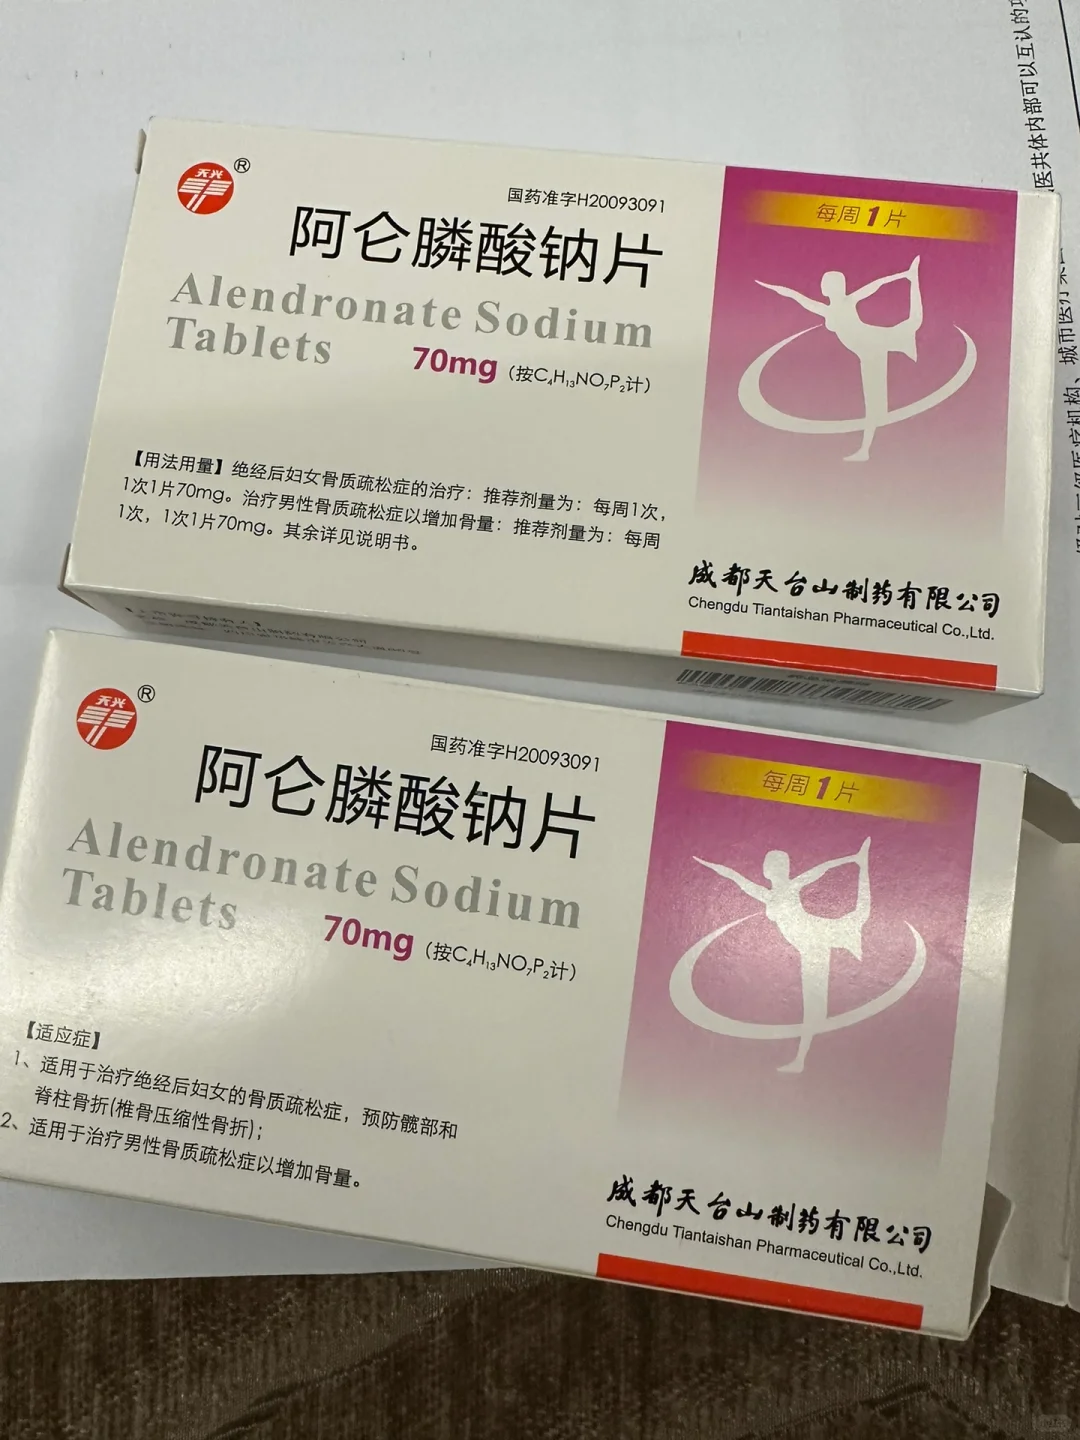 医共体内部可以互认的项
天兴
®
国药准字H20093091
阿仑膦酸钠片
Alendronate Sodium
Tablets
70mg（按C₄H₁₃NO₇P₂计）
【用法用量】绝经后妇女骨质疏松症的治疗：推荐剂量为：每周1次，
1次1片70mg。治疗男性骨质疏松症以增加骨量：推荐剂量为：每周
1次，1次1片70mg。其余详见说明书。
每周1片
成都天台山制药有限公司
Chengdu Tiantaishan Pharmaceutical Co.,Ltd.
天兴
®
国药准字H20093091
阿仑膦酸钠片
Alendronate Sodium
Tablets
70mg（按C₄H₁₃NO₇P₂计）
【适应症】
1、适用于治疗绝经后妇女的骨质疏松症，预防髋部和
脊柱骨折(椎骨压缩性骨折)；
2、适用于治疗男性骨质疏松症以增加骨量。
每周1片
成都天台山制药有限公司
Chengdu Tiantaishan Pharmaceutical Co.,Ltd.